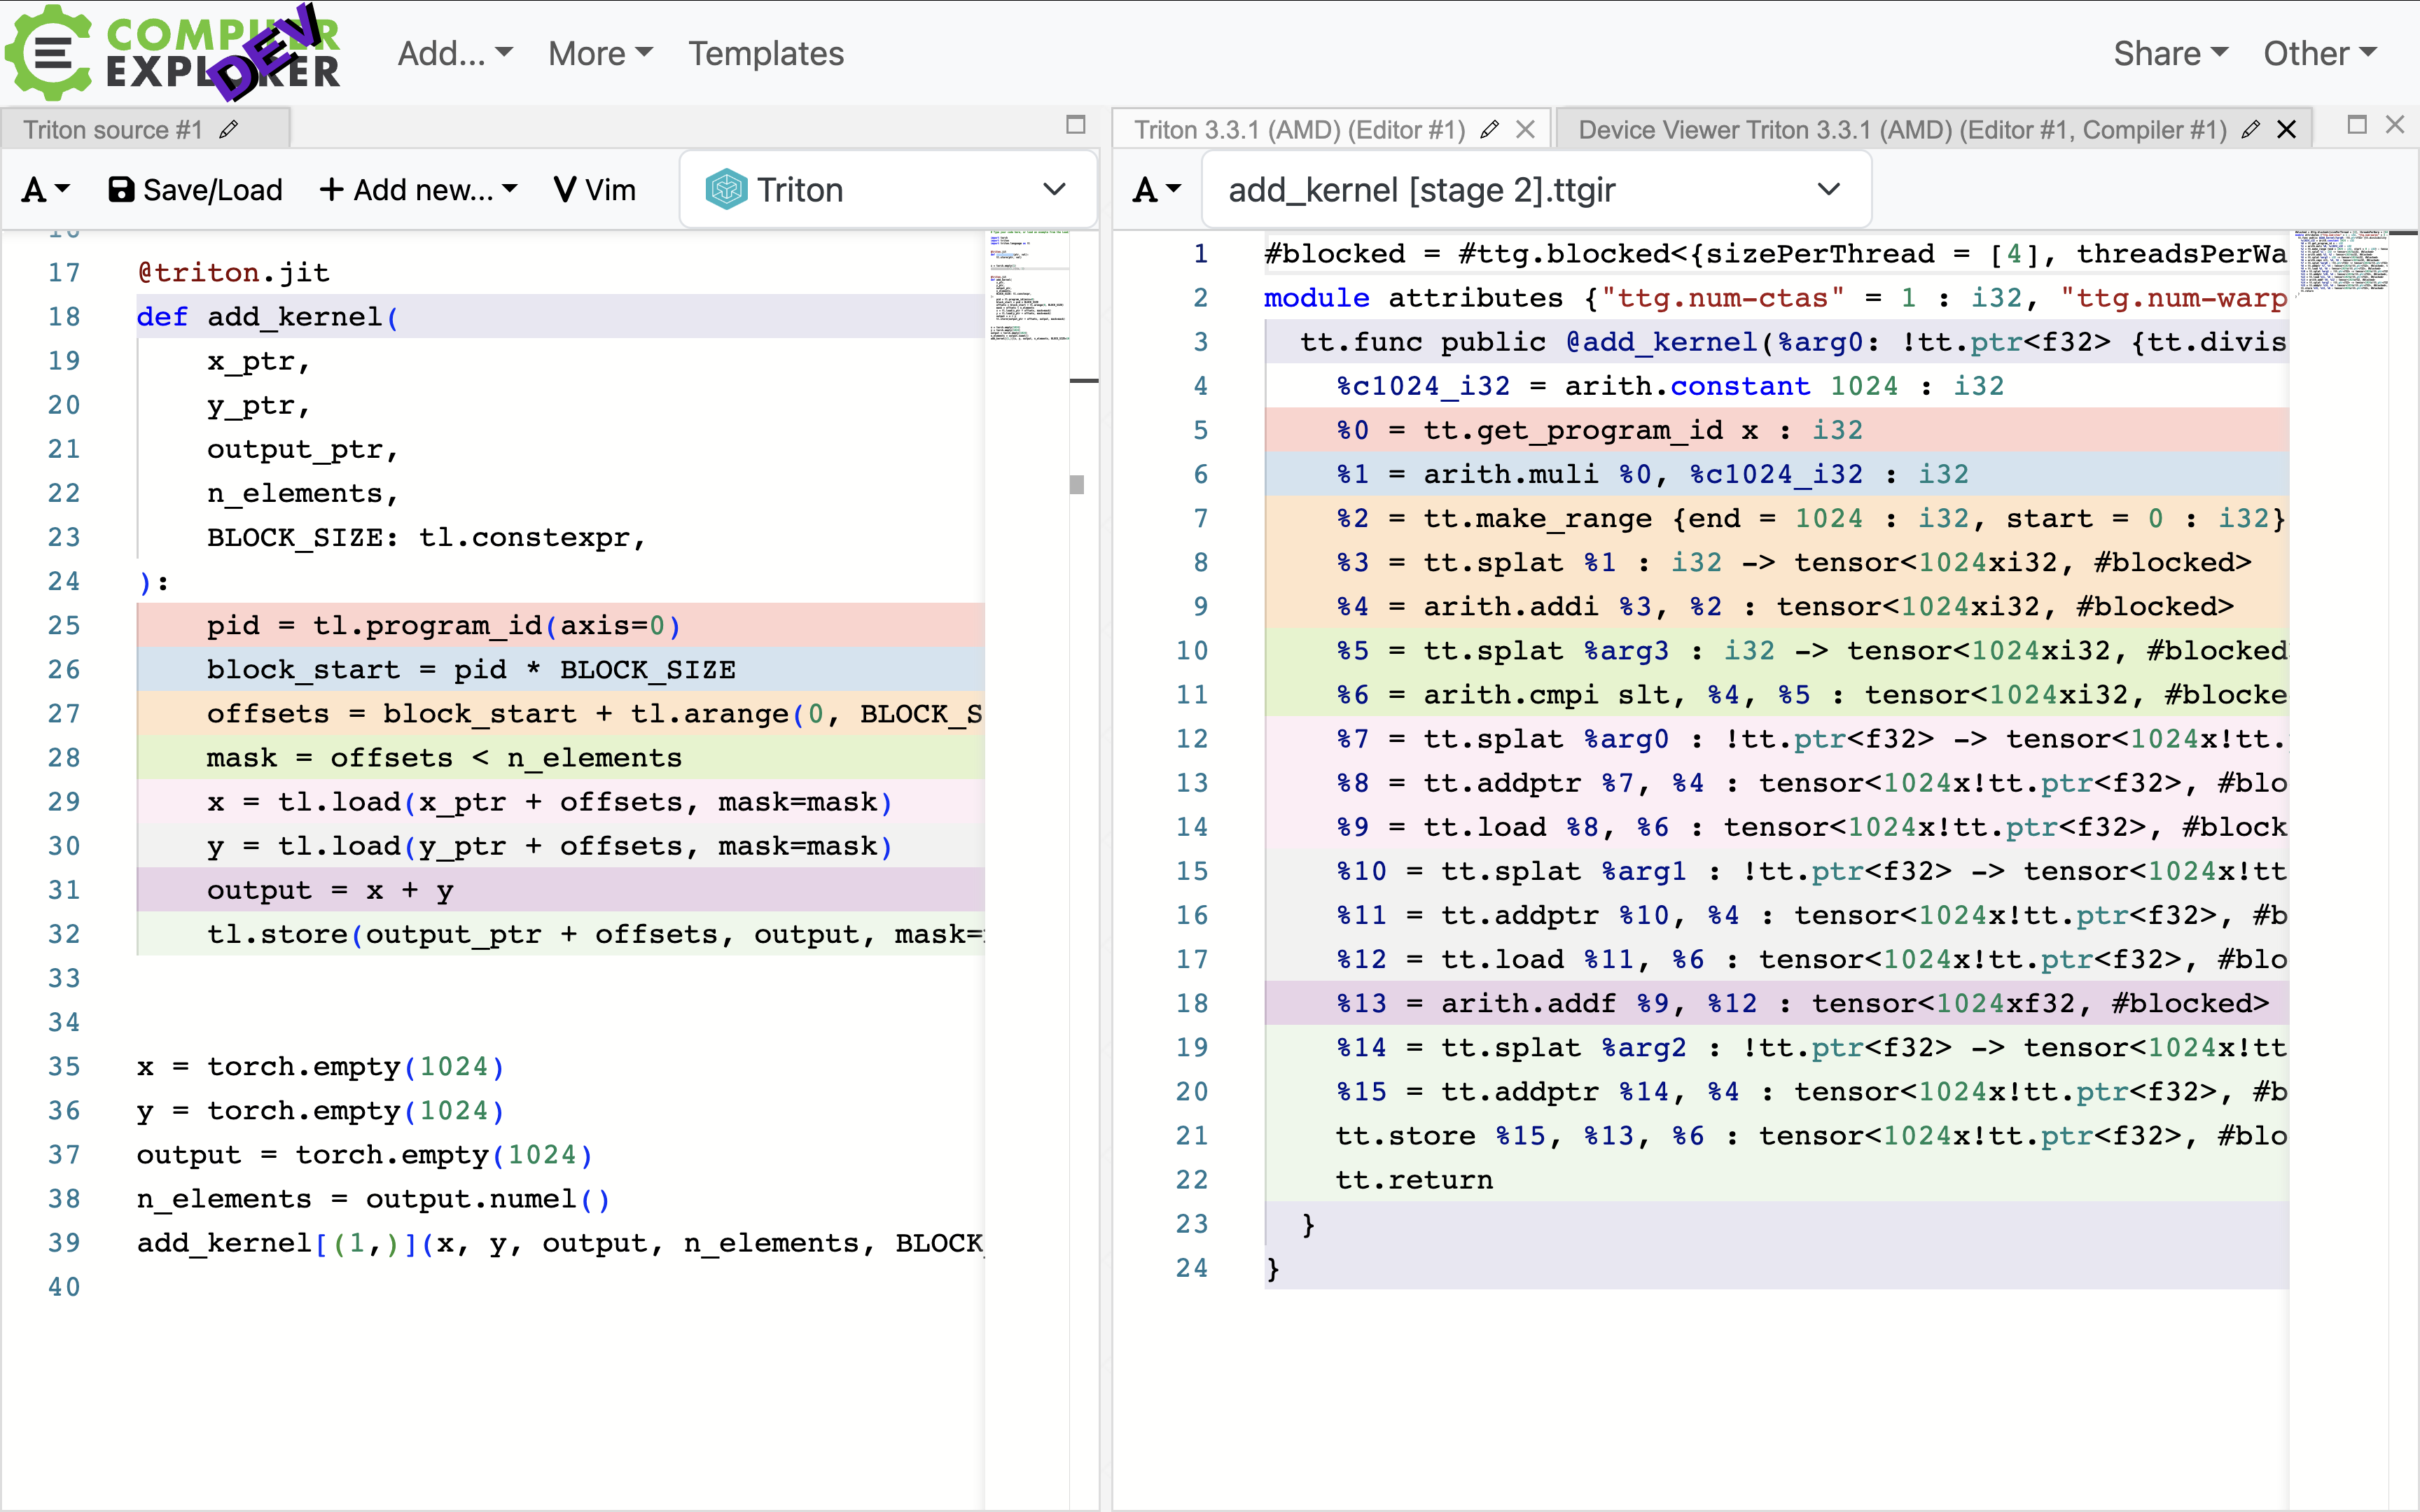 COMPILER
EXPLORER
DEV
Add...
More
Templates
Share
Other
Triton source #1
Save/Load
Add new...
Vim
Triton
17 @triton.jit
18 def add_kernel(
19 x_ptr,
20 y_ptr,
21 output_ptr,
22 n_elements,
23 BLOCK_SIZE: tl.constexpr,
24 ):
25 pid = tl.program_id(axis=0)
26 block_start = pid * BLOCK_SIZE
27 offsets = block_start + tl.arange(0, BLOCK_S
28 mask = offsets < n_elements
29 x = tl.load(x_ptr + offsets, mask=mask)
30 y = tl.load(y_ptr + offsets, mask=mask)
31 output = x + y
32 tl.store(output_ptr + offsets, output, mask=
33
34
35 x = torch.empty(1024)
36 y = torch.empty(1024)
37 output = torch.empty(1024)
38 n_elements = output.numel()
39 add_kernel[(1,)](x, y, output, n_elements, BLOCK_
40
Triton 3.3.1 (AMD) (Editor #1)
Device Viewer Triton 3.3.1 (AMD) (Editor #1, Compiler #1)
A
add_kernel [stage 2].ttgir
1 #blocked = #ttg.blocked<{sizePerThread = [4], threadsPerWa
2 module attributes {"ttg.num-ctas" = 1 : i32, "ttg.num-warp
3 tt.func public @add_kernel(%arg0: !tt.ptr<f32> {tt.divis
4 %c1024_i32 = arith.constant 1024 : i32
5 %0 = tt.get_program_id x : i32
6 %1 = arith.muli %0, %c1024_i32 : i32
7 %2 = tt.make_range {end = 1024 : i32, start = 0 : i32}
8 %3 = tt.splat %1 : i32 -> tensor<1024xi32, #blocked>
9 %4 = arith.addi %3, %2 : tensor<1024xi32, #blocked>
10 %5 = tt.splat %arg3 : i32 -> tensor<1024xi32, #blocked
11 %6 = arith.cmpi slt, %4, %5 : tensor<1024xi32, #blocke
12 %7 = tt.splat %arg0 : !tt.ptr<f32> -> tensor<1024x!tt.
13 %8 = tt.addptr %7, %4 : tensor<1024x!tt.ptr<f32>, #blo
14 %9 = tt.load %8, %6 : tensor<1024x!tt.ptr<f32>, #block
15 %10 = tt.splat %arg1 : !tt.ptr<f32> -> tensor<1024x!tt
16 %11 = tt.addptr %10, %4 : tensor<1024x!tt.ptr<f32>, #b
17 %12 = tt.load %11, %6 : tensor<1024x!tt.ptr<f32>, #blo
18 %13 = arith.addf %9, %12 : tensor<1024xf32, #blocked>
19 %14 = tt.splat %arg2 : !tt.ptr<f32> -> tensor<1024x!tt
20 %15 = tt.addptr %14, %4 : tensor<1024x!tt.ptr<f32>, #b
21 tt.store %15, %13, %6 : tensor<1024x!tt.ptr<f32>, #blo
22 tt.return
23 }
24 }